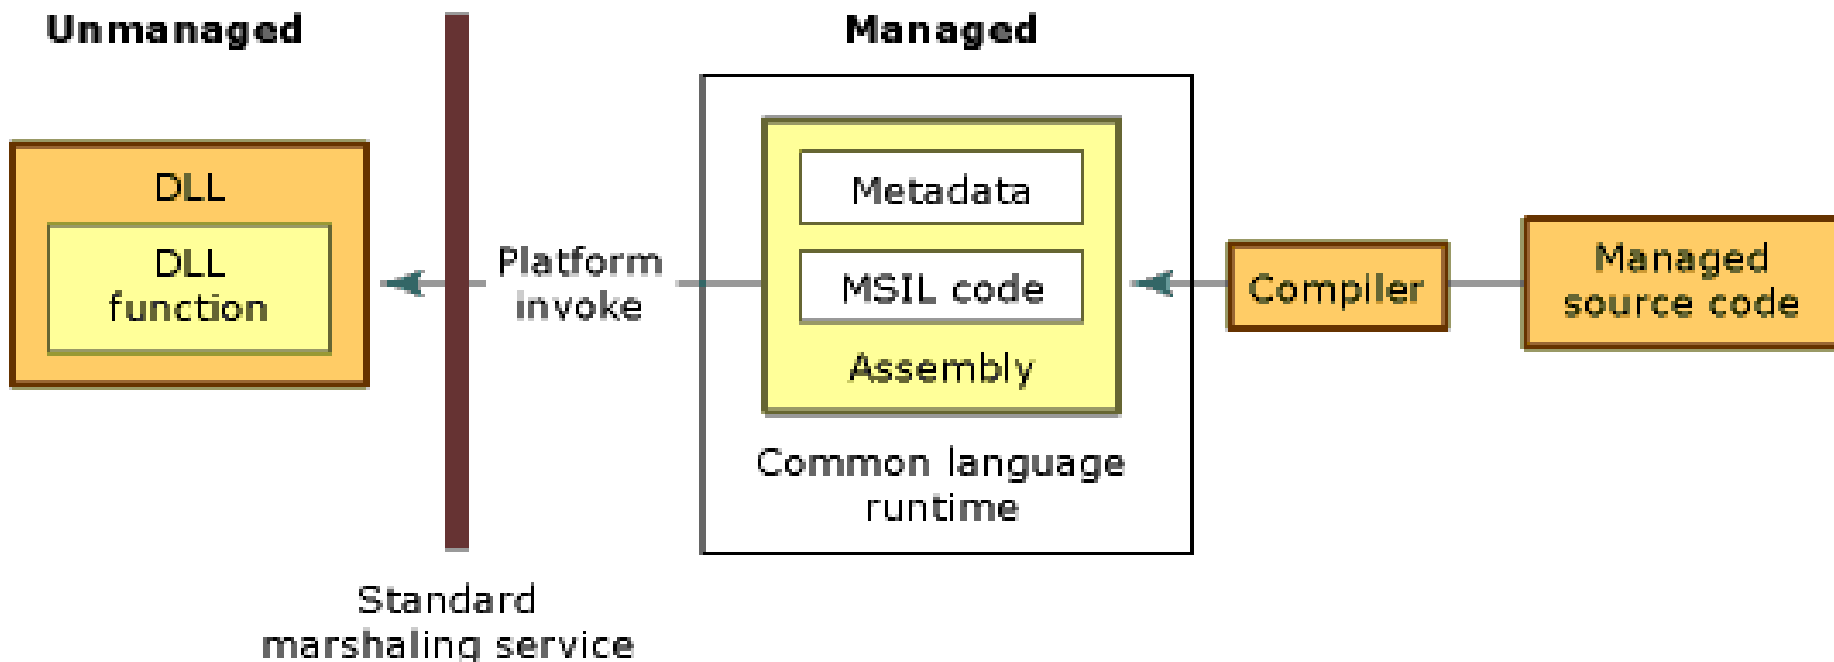 Unmanaged
Managed
DLL
DLL
function
Platform
invoke
Metadata
MSIL code
Assembly
Common language
runtime
Compiler
Managed
source code
Standard
marshaling service